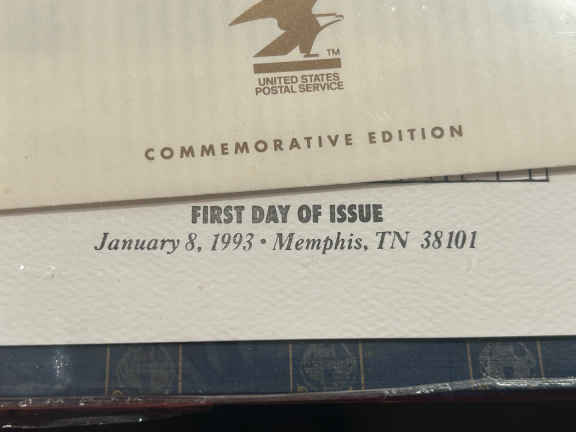 TM
UNITED STATES
POSTAL SERVICE
COMMEMORATIVE EDITION
FIRST DAY OF ISSUE
January 8, 1993 • Memphis, TN 38101